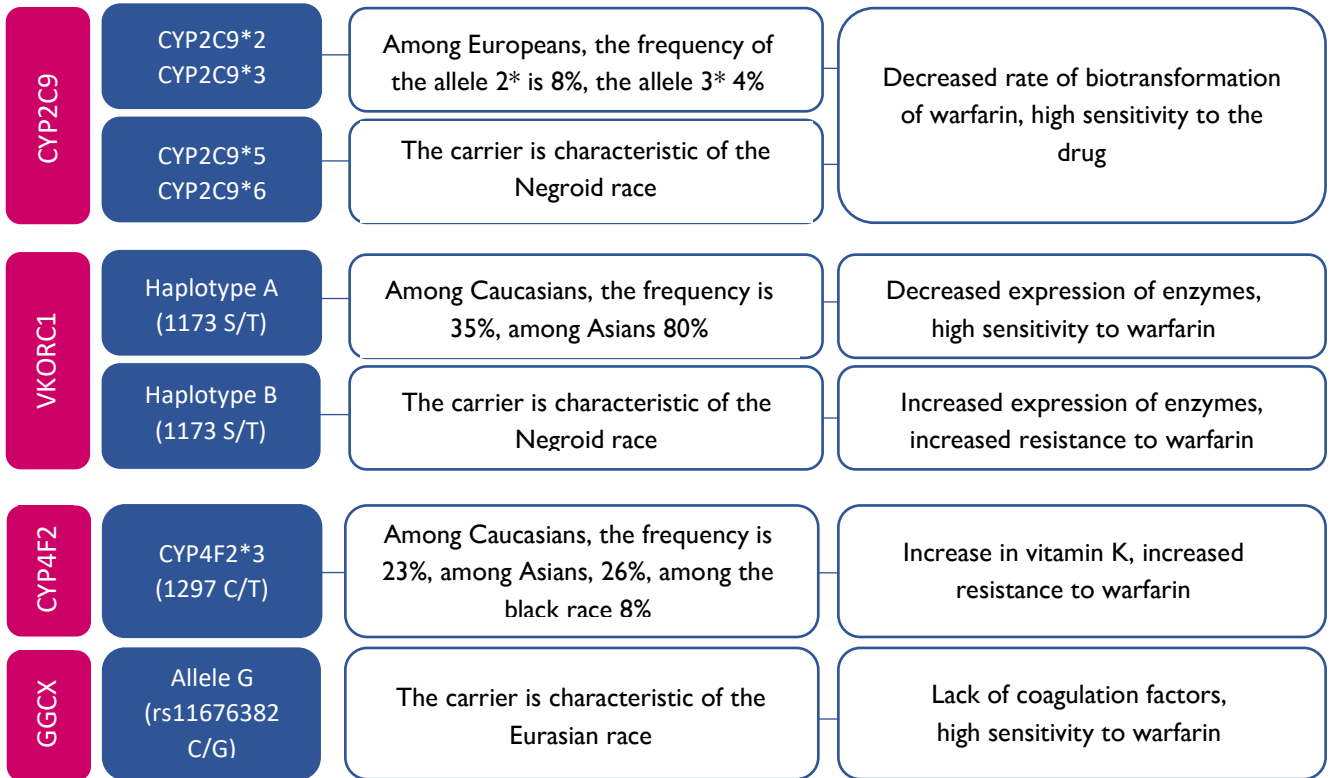 CYP2C9
CYP2C9*2
CYP2C9*3
Among Europeans, the frequency of
the allele 2* is 8%, the allele 3* 4%
Decreased rate of biotransformation
of warfarin, high sensitivity to the
drug
CYP2C9*5
CYP2C9*6
The carrier is characteristic of the
Negroid race
VKORC1
Haplotype A
(1173 S/T)
Among Caucasians, the frequency is
35%, among Asians 80%
Decreased expression of enzymes,
high sensitivity to warfarin
Haplotype B
(1173 S/T)
The carrier is characteristic of the
Negroid race
Increased expression of enzymes,
increased resistance to warfarin
CYP4F2
CYP4F2*3
(1297 C/T)
Among Caucasians, the frequency is
23%, among Asians, 26%, among the
black race 8%
Increase in vitamin K, increased
resistance to warfarin
GGCX
Allele G
(rs11676382
C/G)
The carrier is characteristic of the
Eurasian race
Lack of coagulation factors,
high sensitivity to warfarin